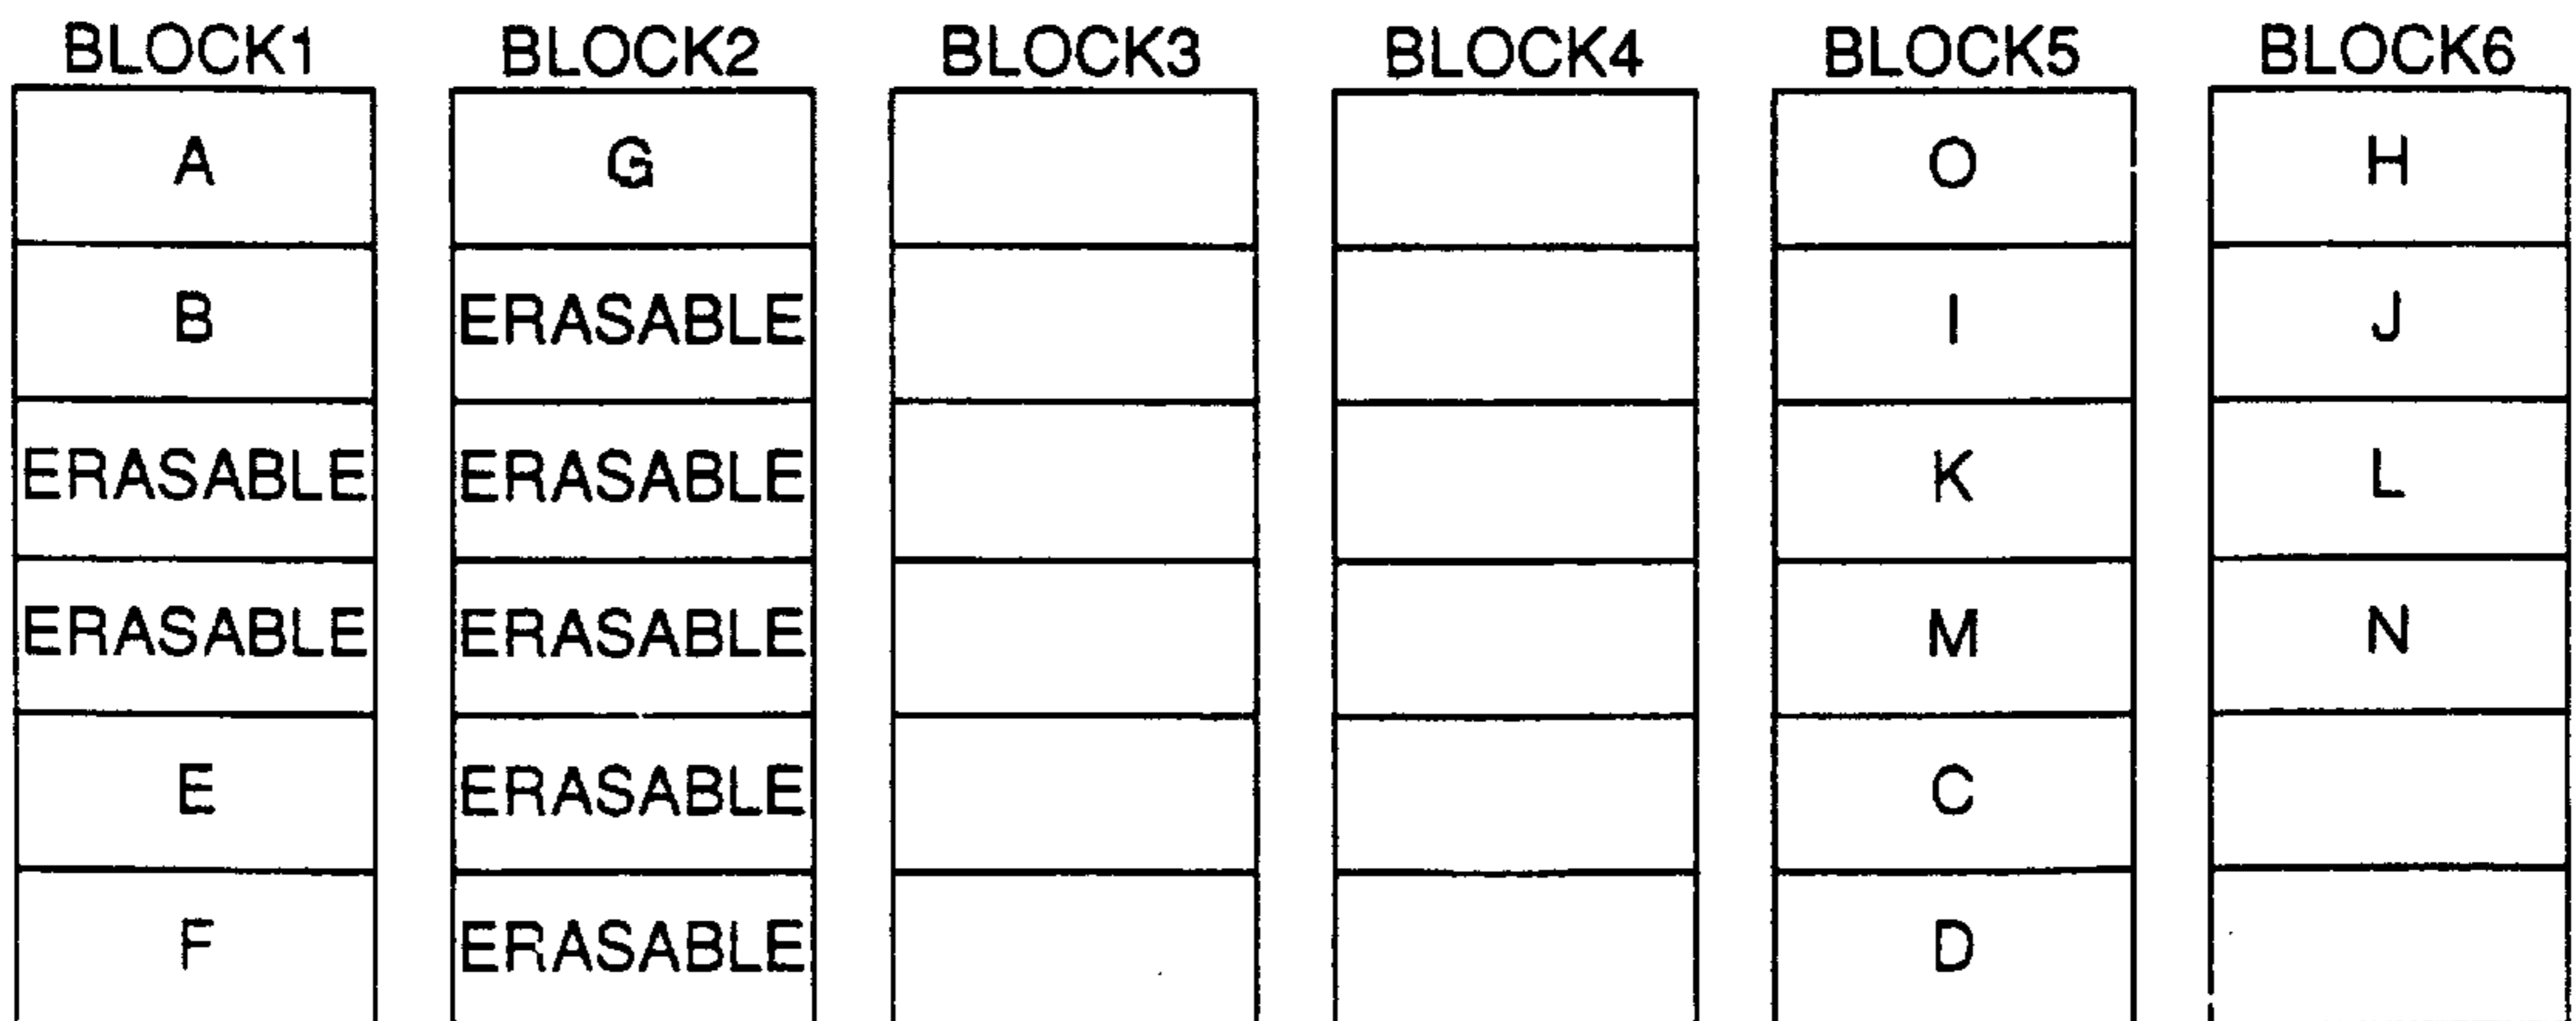 BLOCK1 BLOCK2 BLOCK3 BLOCK4 BLOCK5 BLOCK6
A G O H
B ERASABLE I J
ERASABLE ERASABLE K L
ERASABLE ERASABLE M N
E ERASABLE C
F ERASABLE D